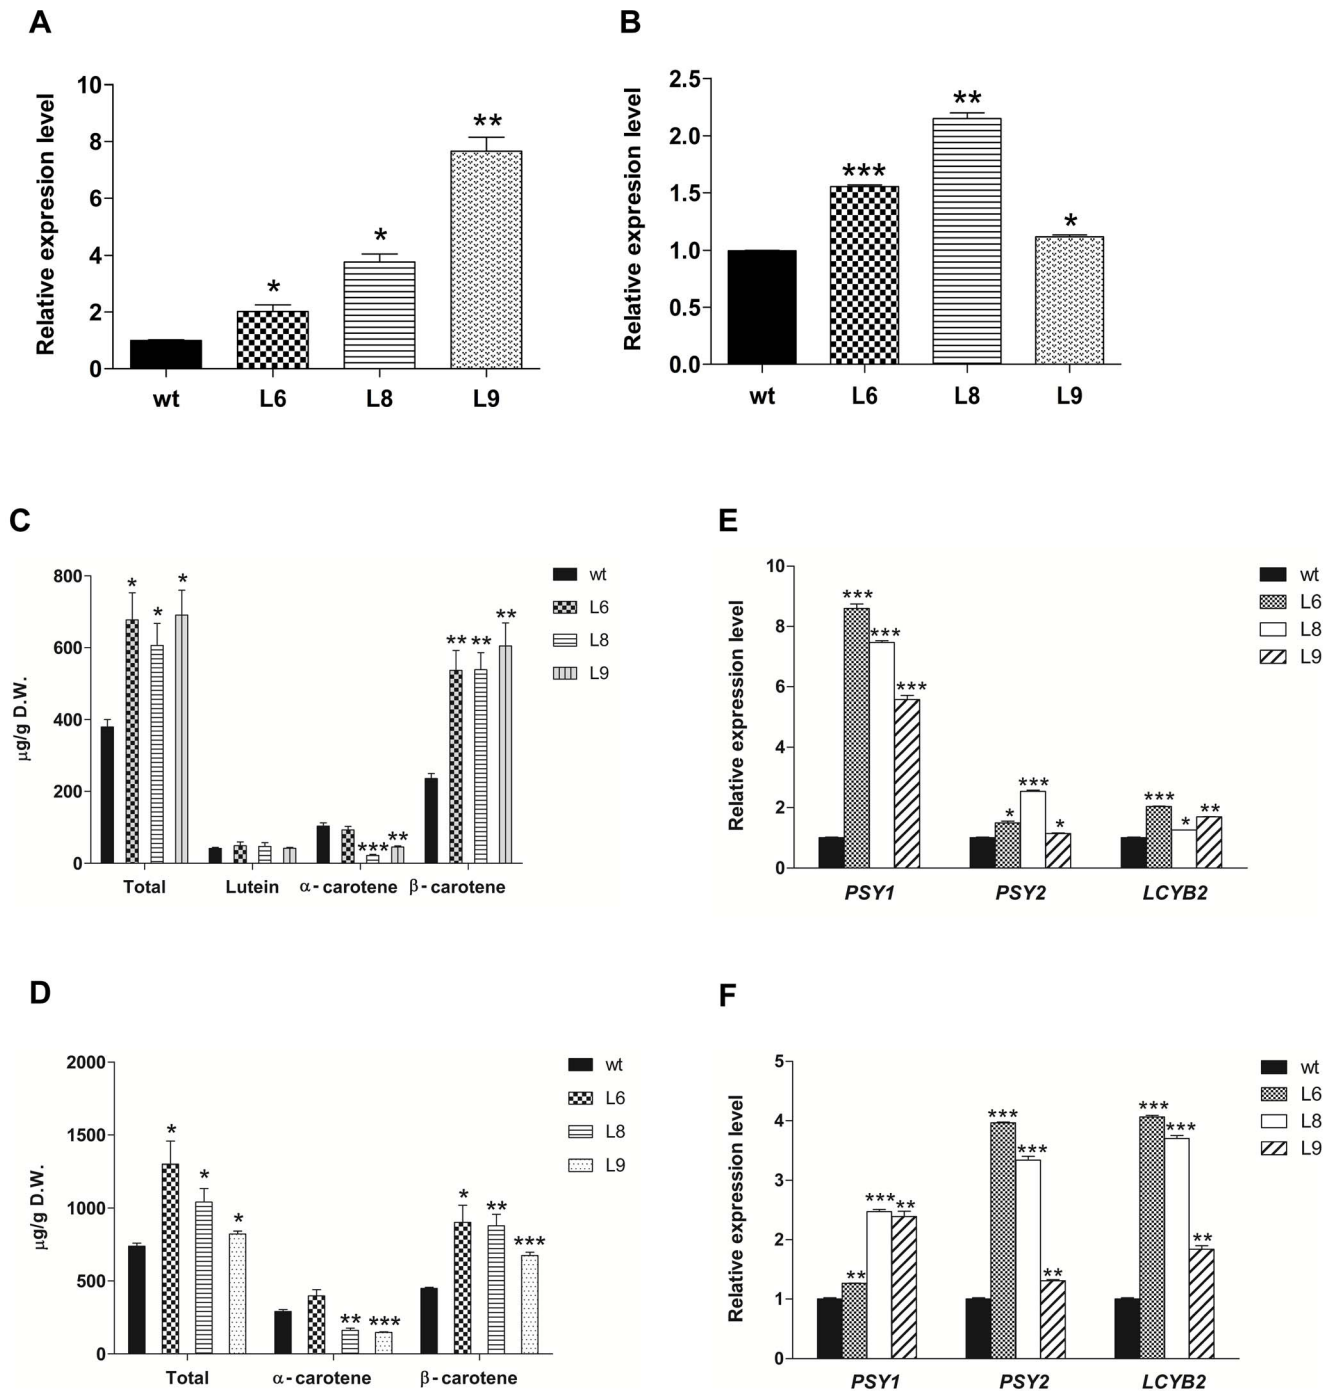 A
Relative expresion level
10
8
6
4
2
0
*
*
**
wt L6 L8 L9
B
Relative expresion level
2.5
2.0
1.5
1.0
0.5
0.0
***
**
*
wt L6 L8 L9
C
μg/g D.W.
800
600
400
200
0
* * *
*** **
** ** **
Total Lutein α-carotene β-carotene
wt
L6
L8
L9
E
Relative expression level
10
8
6
4
2
0
*** *** ***
* *** *
*** * **
PSY1 PSY2 LCYB2
wt
L6
L8
L9
D
μg/g D.W.
2000
1500
1000
500
0
* * *
** ***
* ** ***
Total α-carotene β-carotene
wt
L6
L8
L9
F
Relative expression level
5
4
3
2
1
0
** *** **
*** *** **
*** *** **
PSY1 PSY2 LCYB2
wt
L6
L8
L9